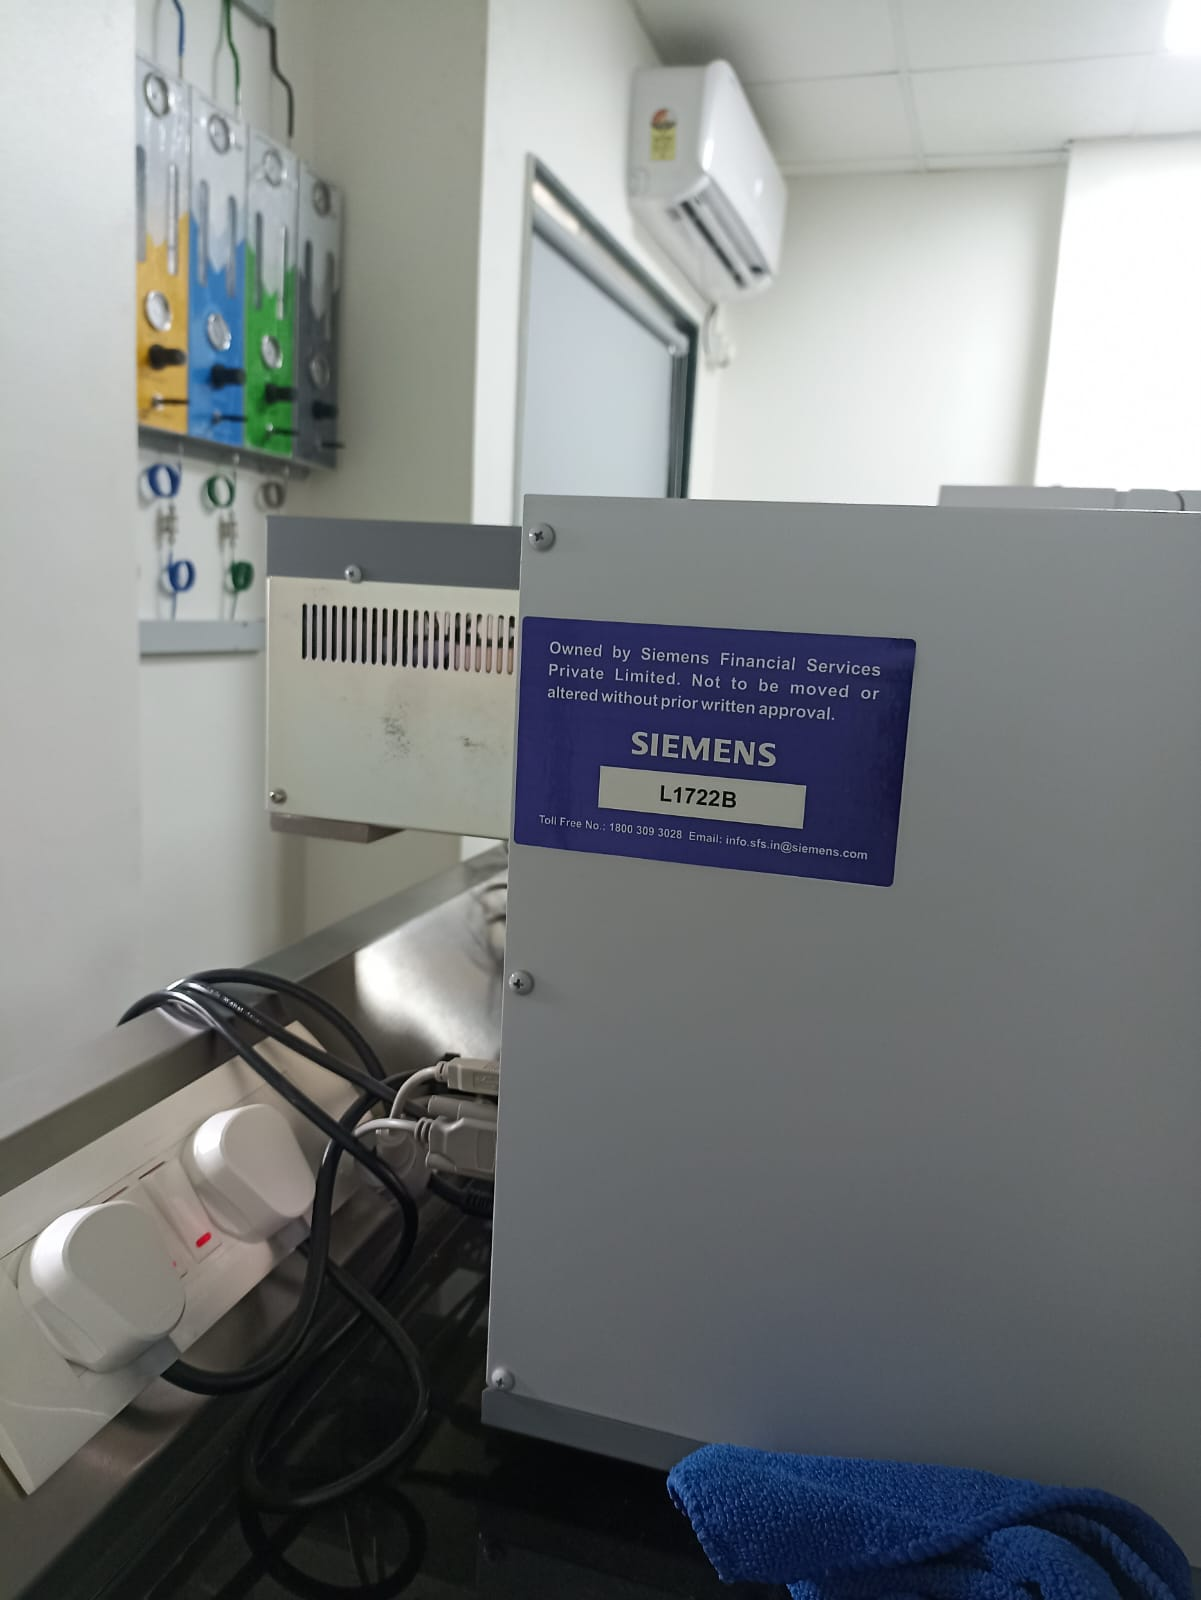 Owned by Siemens Financial Services
Private Limited. Not to be moved or
altered without prior written approval.
SIEMENS
L1722B
Toll Free No.: 1800 309 3028 Email: info.sfs.in@siemens.com